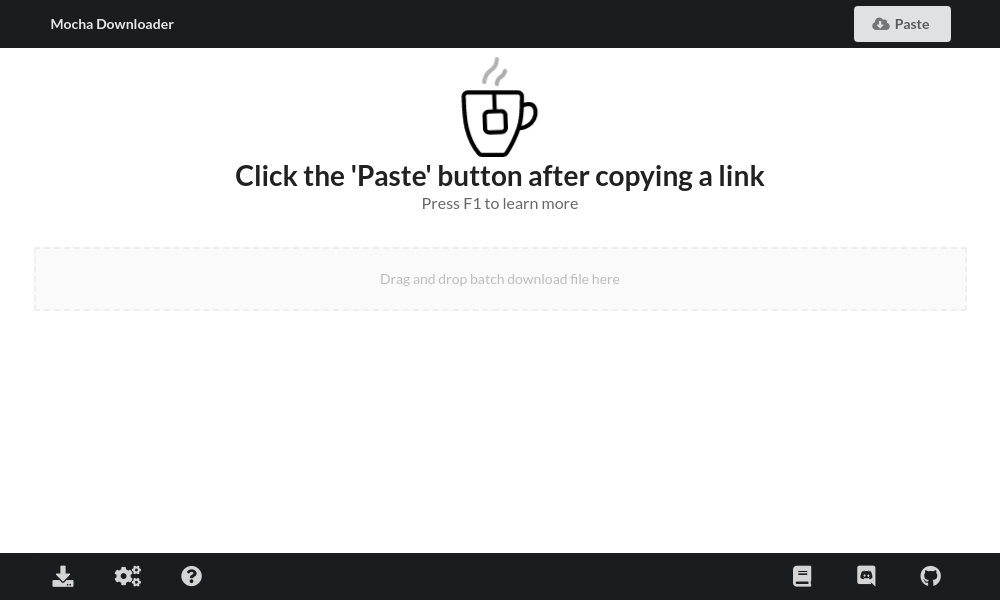 Mocha Downloader
Paste
Click the 'Paste' button after copying a link
Press F1 to learn more
Drag and drop batch download file here